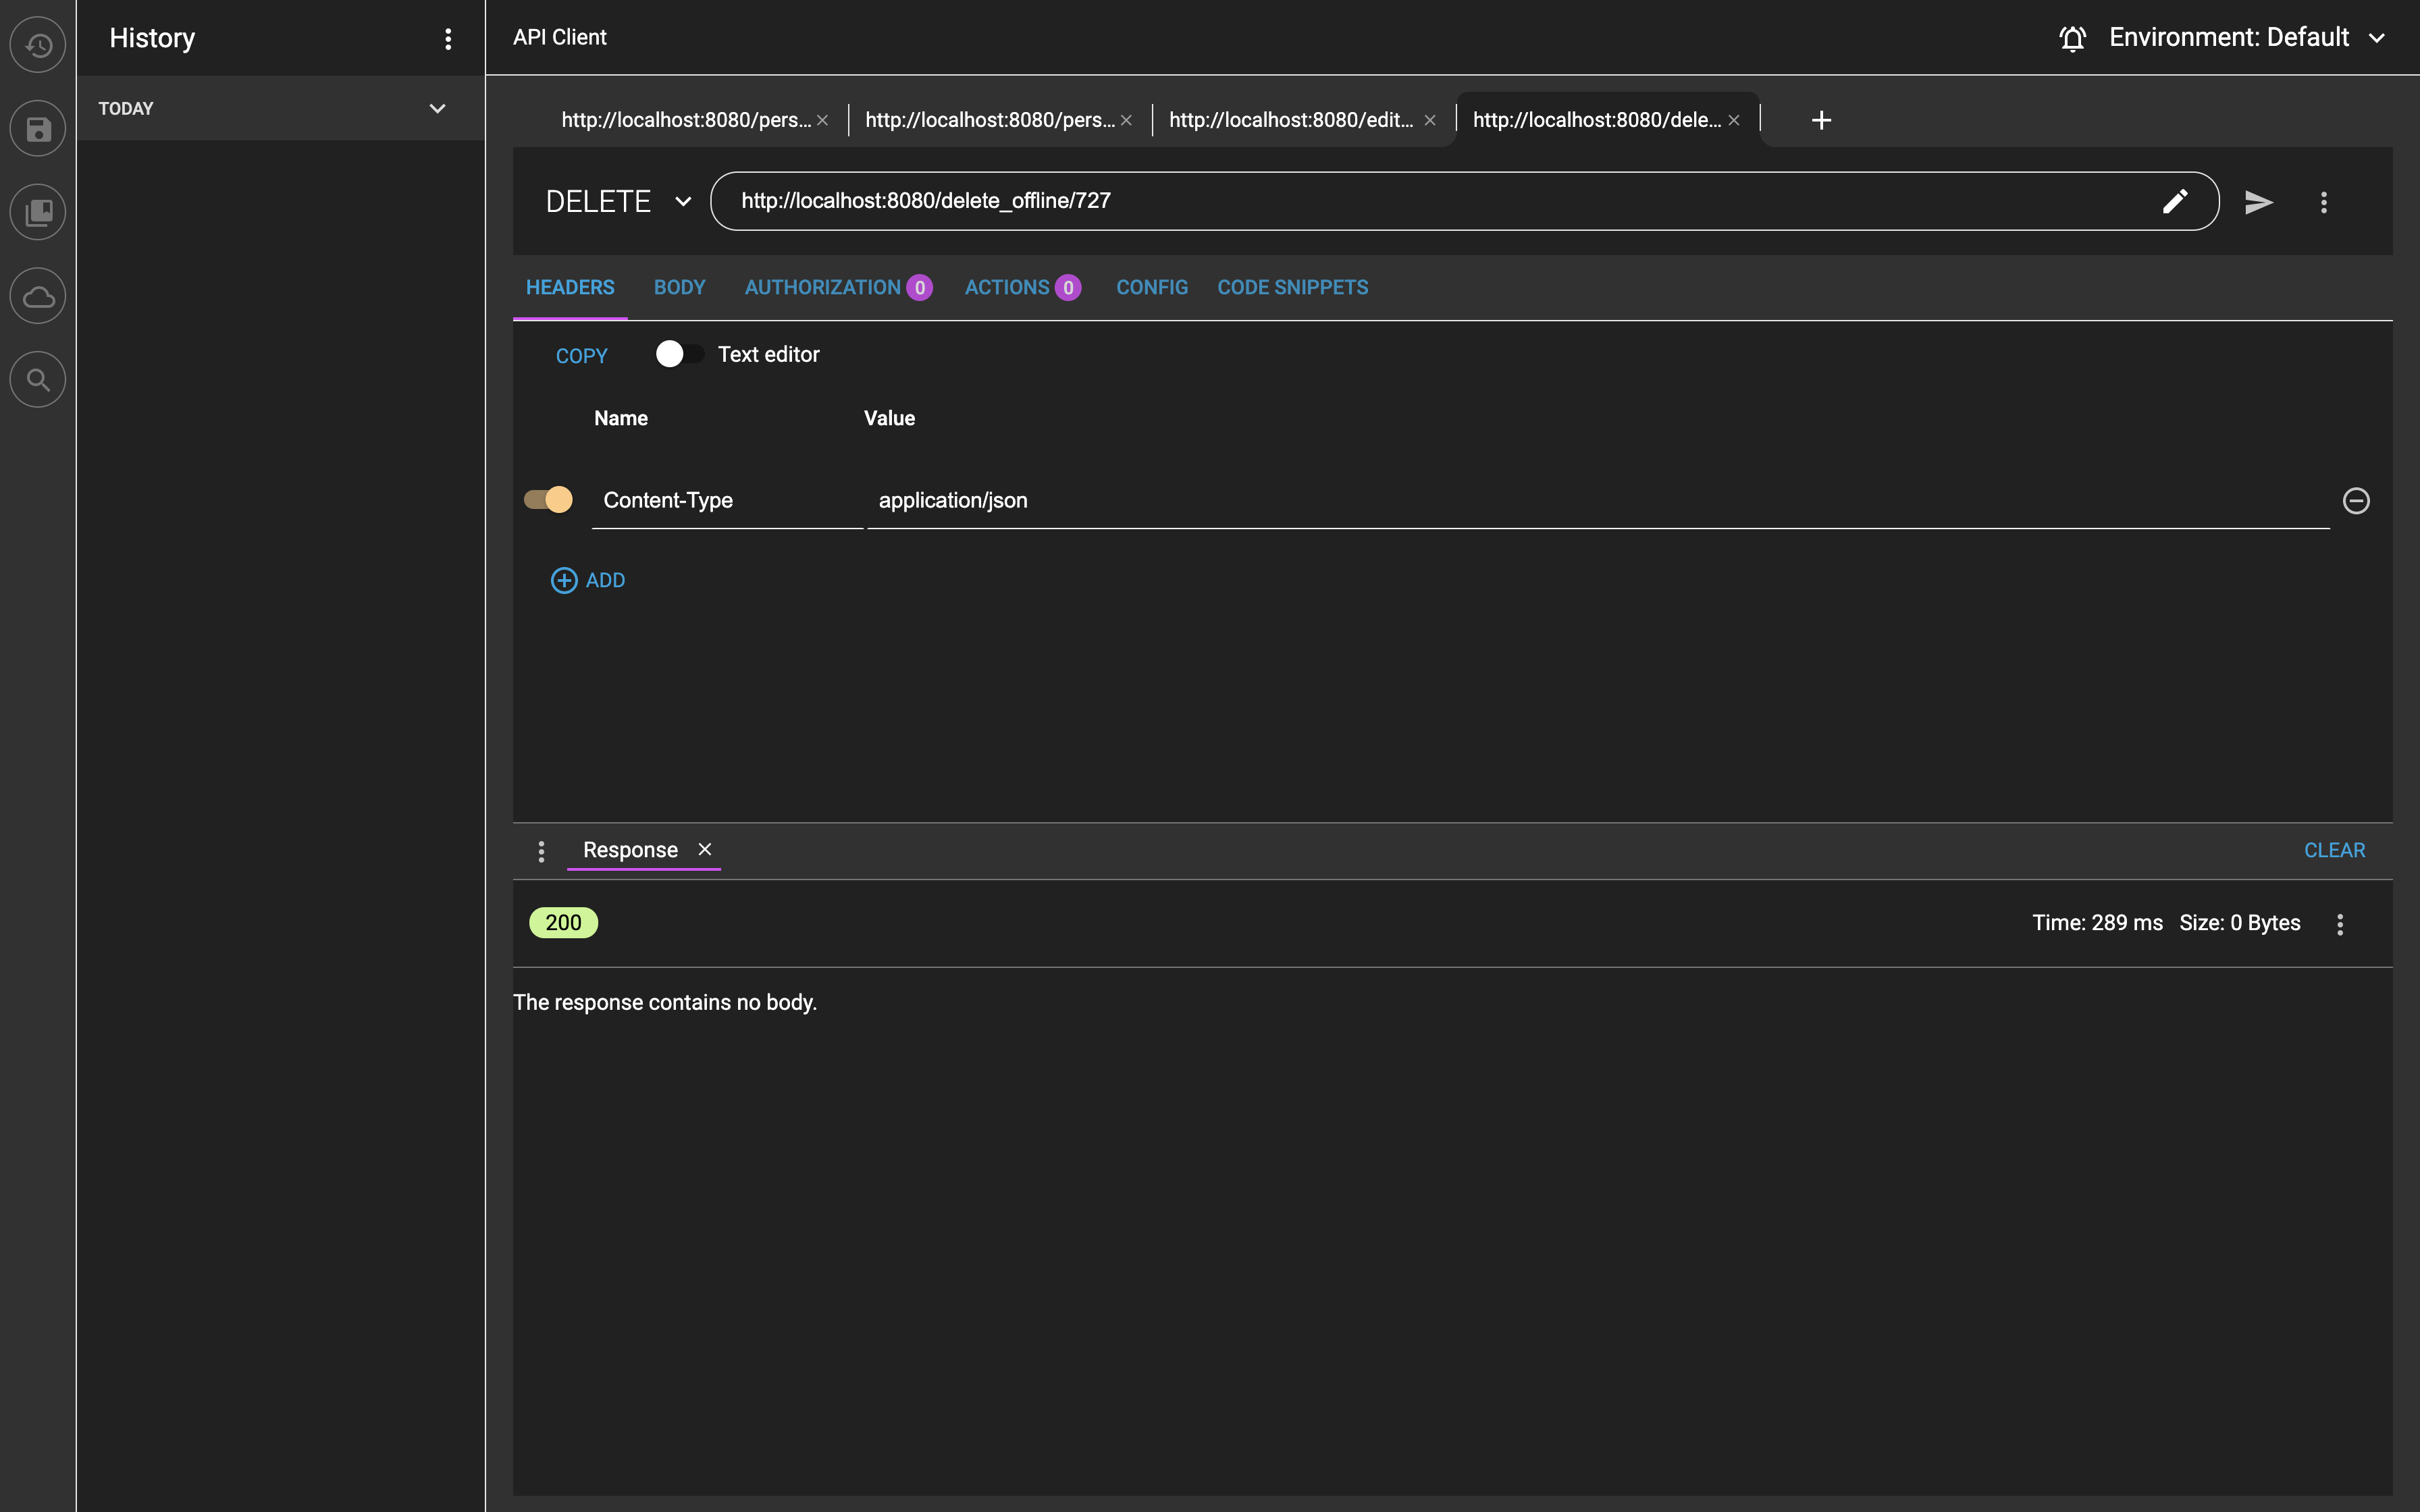 History
TODAY
API Client
Environment: Default
http://localhost:8080/pers...
http://localhost:8080/pers...
http://localhost:8080/edit...
http://localhost:8080/dele...
DELETE
http://localhost:8080/delete_offline/727
HEADERS
BODY
AUTHORIZATION 0
ACTIONS 0
CONFIG
CODE SNIPPETS
COPY
Text editor
Name
Value
Content-Type
application/json
ADD
Response
CLEAR
200
Time: 289 ms
Size: 0 Bytes
The response contains no body.